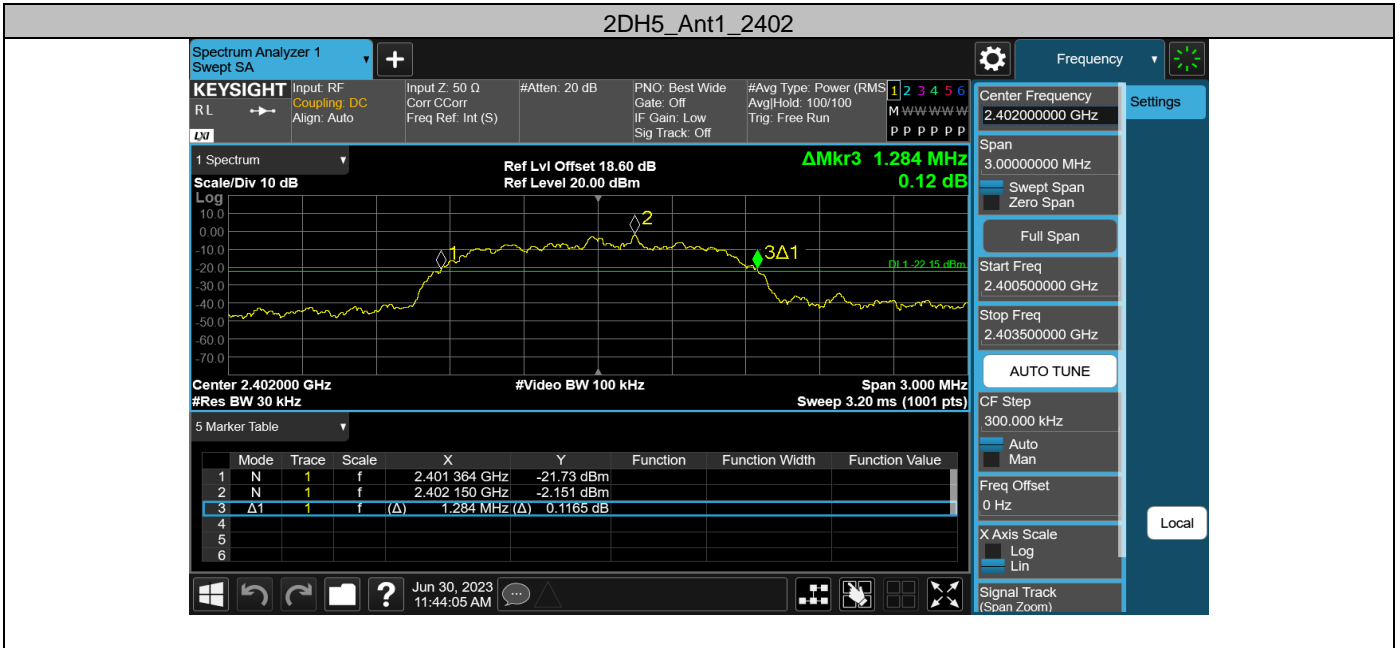 2DH5_Ant1_2402
Spectrum Analyzer 1
Swept SA
Frequency
KEYSIGHT
RL
LXI
Input: RF
Coupling: DC
Align: Auto
Input Z: 50 Ω
Corr CCorr
Freq Ref: Int (S)
#Atten: 20 dB
PNO: Best Wide
Gate: Off
IF Gain: Low
Sig Track: Off
#Avg Type: Power (RMS
Avg|Hold: 100/100
Trig: Free Run
1 2 3 4 5 6
M W W W W W
P P P P P P
1 Spectrum
Scale/Div 10 dB
Ref Lvl Offset 18.60 dB
Ref Level 20.00 dBm
ΔMkr3 1.284 MHz
0.12 dB
Log
10.0
0.00
-10.0
-20.0
-30.0
-40.0
-50.0
-60.0
-70.0
1
2
3Δ1
DL1 -22.15 dBm
Center 2.402000 GHz
#Video BW 100 kHz
Span 3.000 MHz
#Res BW 30 kHz
Sweep 3.20 ms (1001 pts)
5 Marker Table
Mode Trace Scale X Y Function Function Width Function Value
1 N 1 f 2.401 364 GHz -21.73 dBm
2 N 1 f 2.402 150 GHz -2.151 dBm
3 Δ1 1 f (Δ) 1.284 MHz (Δ) 0.1165 dB
4
5
6
?
Jun 30, 2023
11:44:05 AM
Center Frequency
2.402000000 GHz
Settings
Span
3.00000000 MHz
Swept Span
Zero Span
Full Span
Start Freq
2.400500000 GHz
Stop Freq
2.403500000 GHz
AUTO TUNE
CF Step
300.000 kHz
Auto
Man
Freq Offset
0 Hz
Local
X Axis Scale
Log
Lin
Signal Track
(Span Zoom)